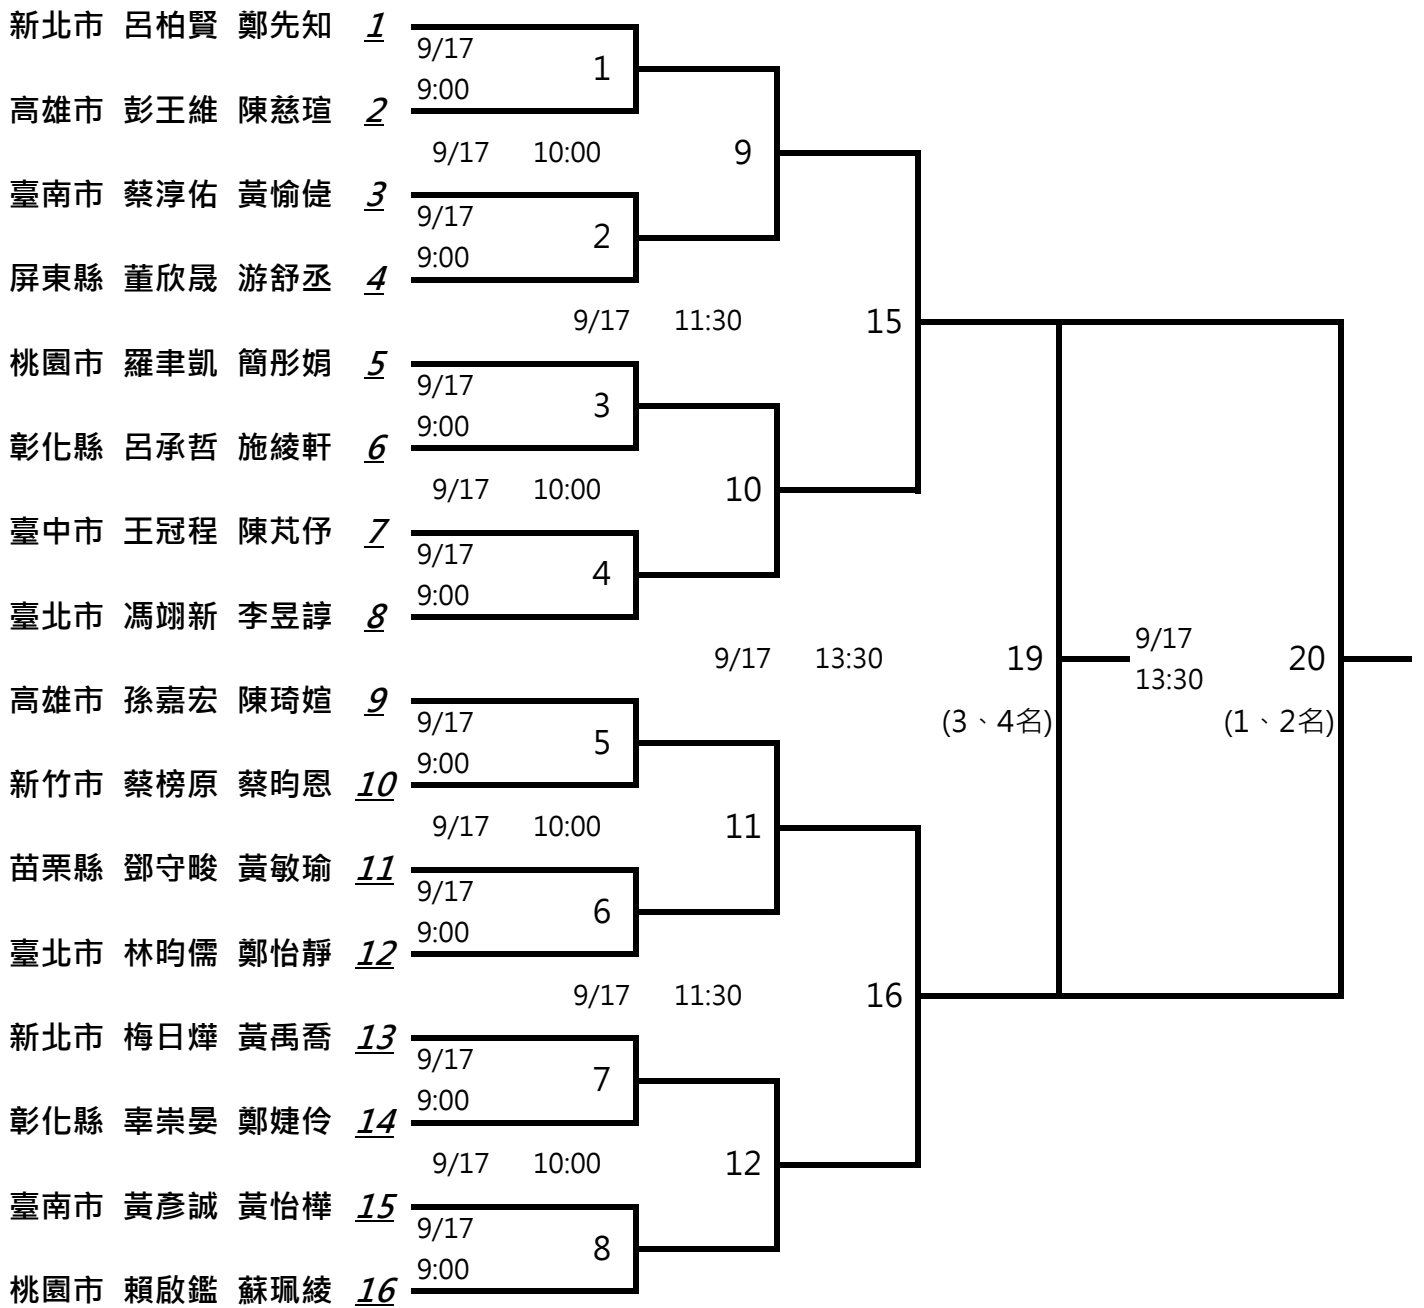 新北市 呂柏賢 鄭先知 1
9/17
9:00
1
高雄市 彭王維 陳慈瑄 2
9/17 10:00 9
臺南市 蔡淳佑 黃愉偼 3
9/17
9:00
2
屏東縣 董欣晟 游舒丞 4
9/17 11:30 15
桃園市 羅聿凱 簡彤娟 5
9/17
9:00
3
彰化縣 呂承哲 施綾軒 6
9/17 10:00 10
臺中市 王冠程 陳芃伃 7
9/17
9:00
4
臺北市 馮翊新 李昱諄 8
9/17 13:30 19
(3、4名)
9/17
13:30
20
(1、2名)
高雄市 孫嘉宏 陳琦媗 9
9/17
9:00
5
新竹市 蔡榜原 蔡昀恩 10
9/17 10:00 11
苗栗縣 鄧守畯 黃敏瑜 11
9/17
9:00
6
臺北市 林昀儒 鄭怡靜 12
9/17 11:30 16
新北市 梅日燁 黃禹喬 13
9/17
9:00
7
彰化縣 辜崇晏 鄭婕伶 14
9/17 10:00 12
臺南市 黃彥誠 黃怡樺 15
9/17
9:00
8
桃園市 賴啟鑑 蘇珮綾 16